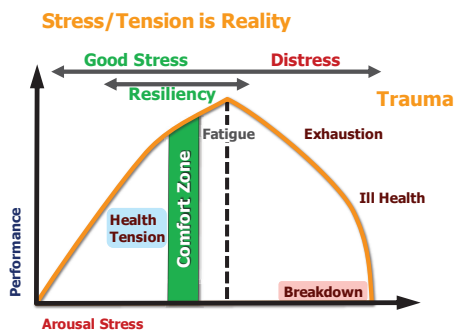 Stress/Tension is Reality
Good Stress
Distress
Resiliency
Trauma
Fatigue
Exhaustion
Comfort Zone
Health
Tension
Ill Health
Performance
Breakdown
Arousal Stress